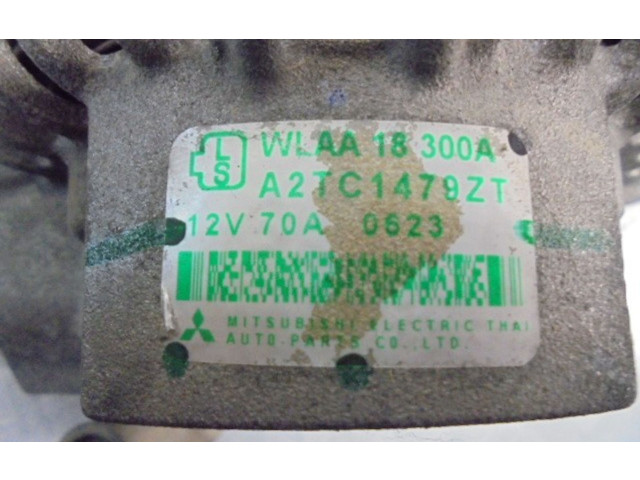 L
S
WLAA 18 300A
A2TC1479ZT
12V 70A 0623
MITSUBISHI ELECTRIC THAI
AUTO-PARTS CO.,LTD.